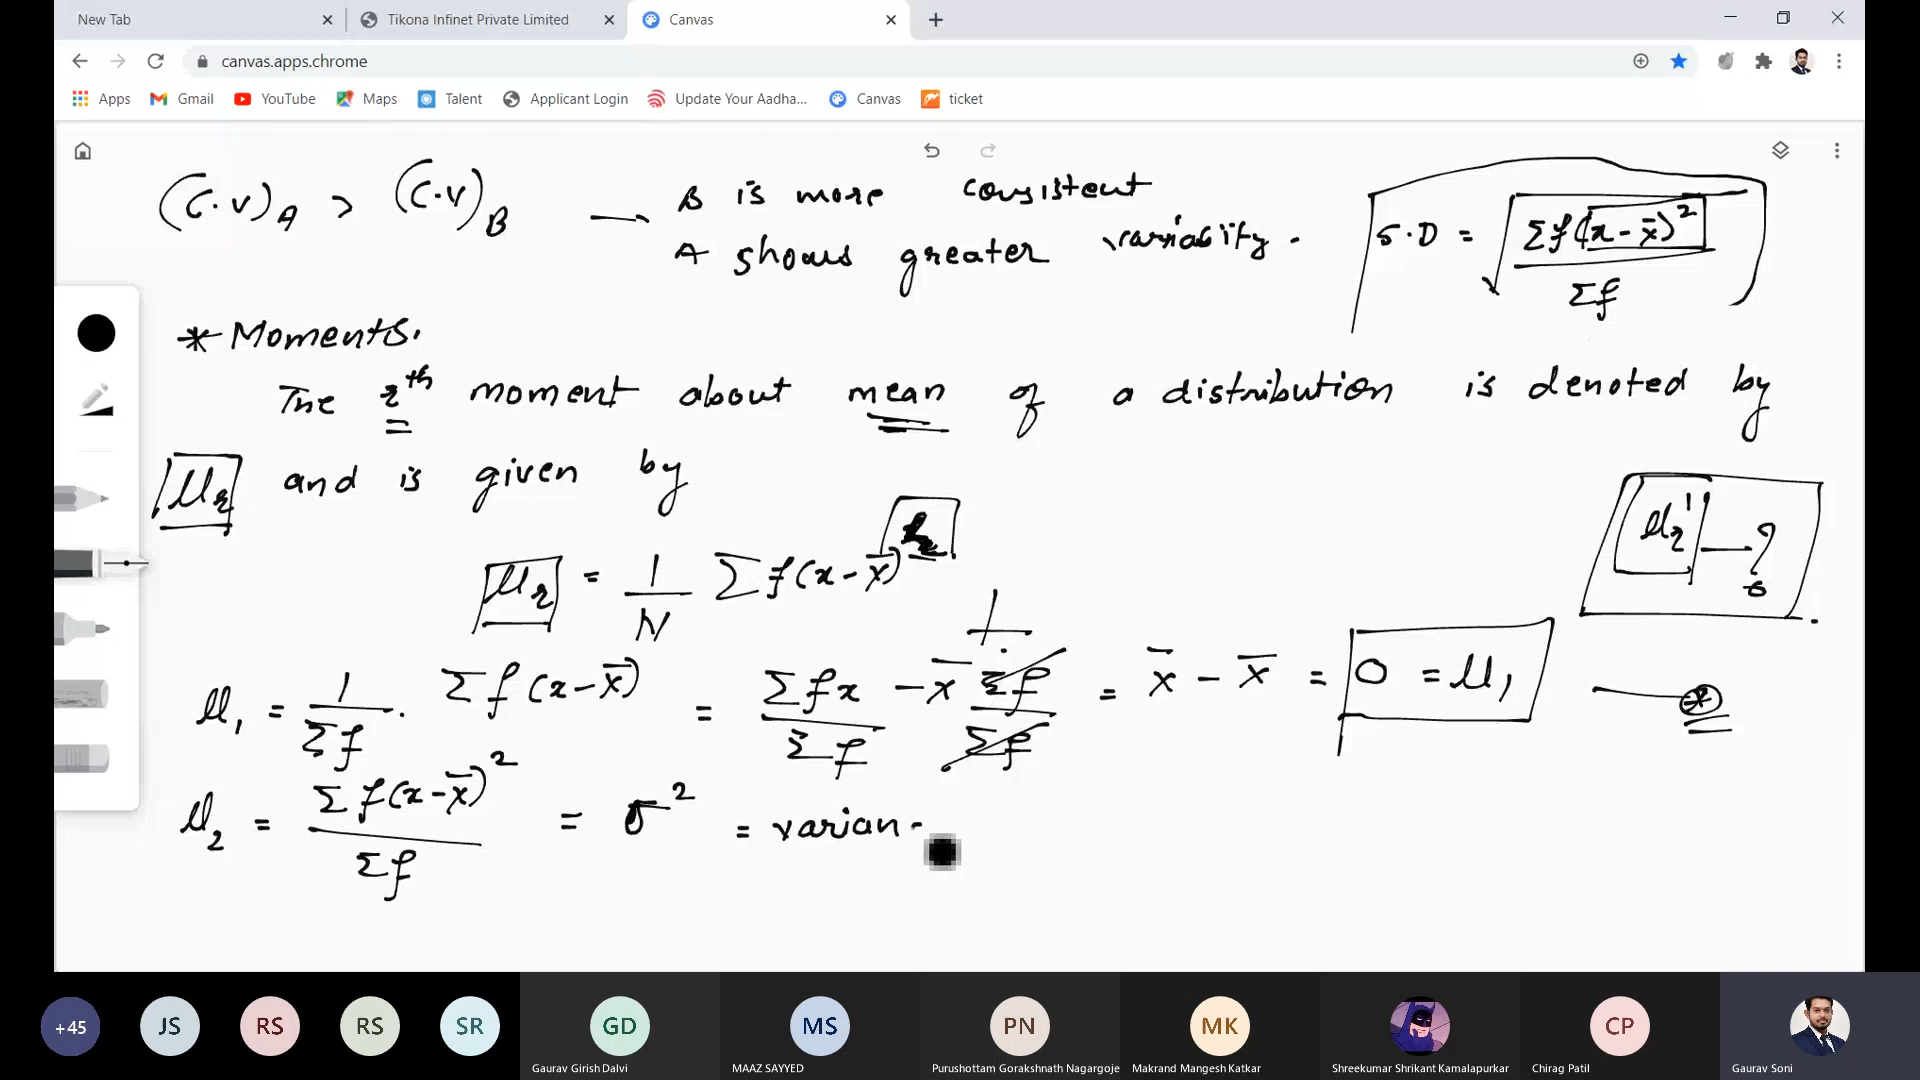 New Tab
Tikona Infinet Private Limited
Canvas
canvas.apps.chrome
Apps Gmail YouTube Maps Talent Applicant Login Update Your Aadha... Canvas ticket
(C.V)A > (C.V)B — B is more consistent
A shows greater variability.
S.D = √(Σf(x-x̄)² / Σf)
* Moments.
The rth moment about mean of a distribution is denoted by
μr and is given by
μr' — ?
μr = 1/N Σf(x-x̄)^r
μ1 = 1/Σf . Σf(x-x̄) = Σfx/Σf - x̄ Σf/Σf = x̄ - x̄ = 0 = μ1 — *
1
μ2 = Σf(x-x̄)²/Σf = σ² = varian
+45 JS RS RS SR GD MS PN MK CP
Gaurav Girish Dalvi
MAAZ SAYYED
Purushottam Gorakshnath Nagargoje
Makrand Mangesh Katkar
Shreekumar Shrikant Kamalapurkar
Chirag Patil
Gaurav Soni